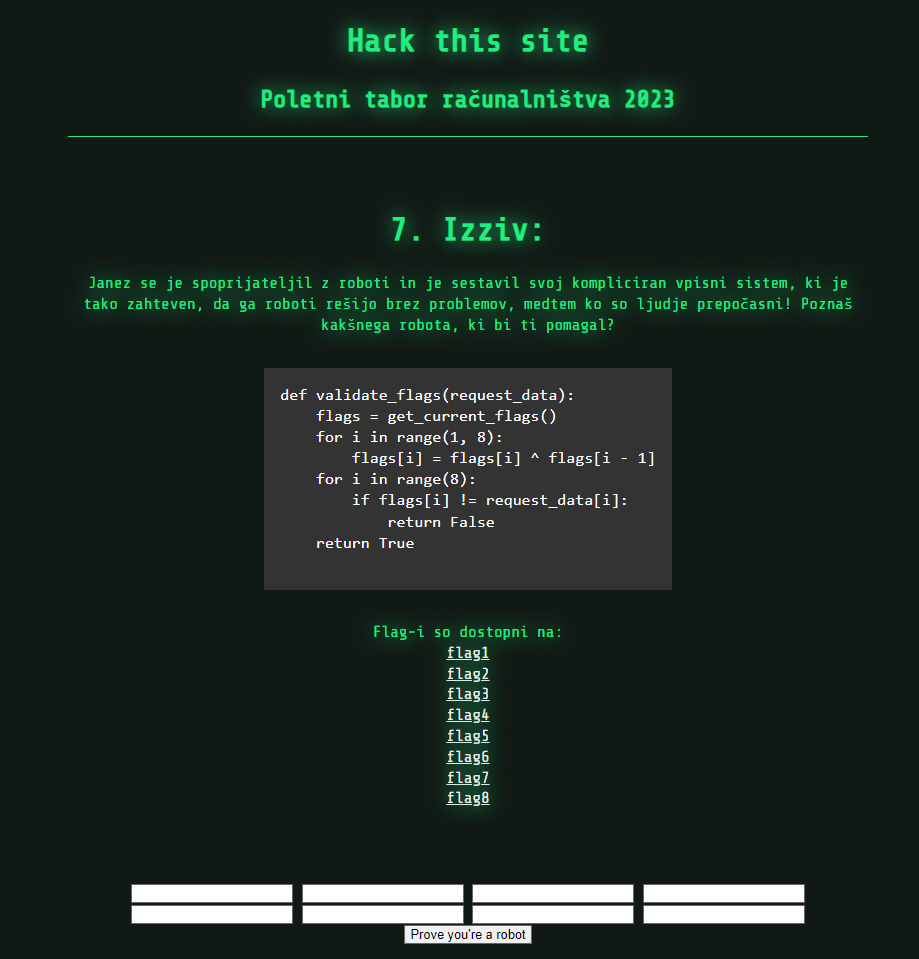 Hack this site
Poletni tabor računalništva 2023
7. Izziv:
Janez se je spoprijateljil z roboti in je sestavil svoj kompliciran vpisni sistem, ki je
tako zahteven, da ga roboti rešijo brez problemov, medtem ko so ljudje prepočasni! Poznaš
kakšnega robota, ki bi ti pomagal?
def validate_flags(request_data):
    flags = get_current_flags()
    for i in range(1, 8):
        flags[i] = flags[i] ^ flags[i - 1]
    for i in range(8):
        if flags[i] != request_data[i]:
            return False
    return True
Flag-i so dostopni na:
flag1
flag2
flag3
flag4
flag5
flag6
flag7
flag8
Prove you're a robot